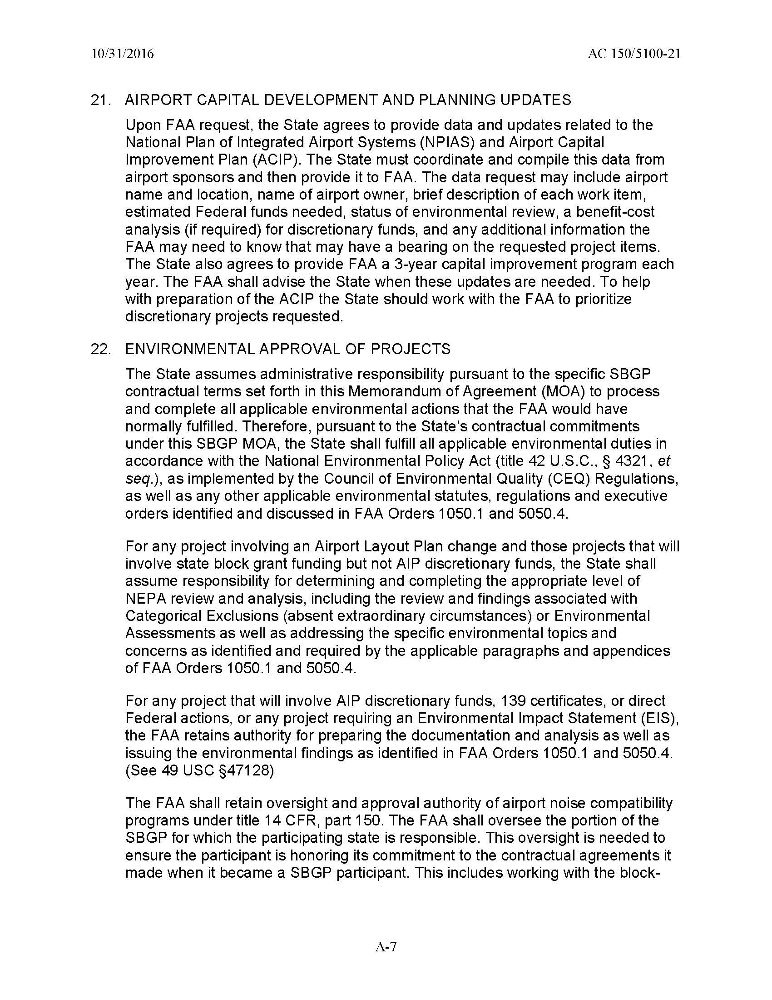 10/31/2016 AC 150/5100-21
21. AIRPORT CAPITAL DEVELOPMENT AND PLANNING UPDATES
Upon FAA request, the State agrees to provide data and updates related to the
National Plan of Integrated Airport Systems (NPIAS) and Airport Capital
Improvement Plan (ACIP). The State must coordinate and compile this data from
airport sponsors and then provide it to FAA. The data request may include airport
name and location, name of airport owner, brief description of each work item,
estimated Federal funds needed, status of environmental review, a benefit-cost
analysis (if required) for discretionary funds, and any additional information the
FAA may need to know that may have a bearing on the requested project items.
The State also agrees to provide FAA a 3-year capital improvement program each
year. The FAA shall advise the State when these updates are needed. To help
with preparation of the ACIP the State should work with the FAA to prioritize
discretionary projects requested.
22. ENVIRONMENTAL APPROVAL OF PROJECTS
The State assumes administrative responsibility pursuant to the specific SBGP
contractual terms set forth in this Memorandum of Agreement (MOA) to process
and complete all applicable environmental actions that the FAA would have
normally fulfilled. Therefore, pursuant to the State’s contractual commitments
under this SBGP MOA, the State shall fulfill all applicable environmental duties in
accordance with the National Environmental Policy Act (title 42 U.S.C., § 4321, et
seq.), as implemented by the Council of Environmental Quality (CEQ) Regulations,
as well as any other applicable environmental statutes, regulations and executive
orders identified and discussed in FAA Orders 1050.1 and 5050.4.
For any project involving an Airport Layout Plan change and those projects that will
involve state block grant funding but not AIP discretionary funds, the State shall
assume responsibility for determining and completing the appropriate level of
NEPA review and analysis, including the review and findings associated with
Categorical Exclusions (absent extraordinary circumstances) or Environmental
Assessments as well as addressing the specific environmental topics and
concerns as identified and required by the applicable paragraphs and appendices
of FAA Orders 1050.1 and 5050.4.
For any project that will involve AIP discretionary funds, 139 certificates, or direct
Federal actions, or any project requiring an Environmental Impact Statement (EIS),
the FAA retains authority for preparing the documentation and analysis as well as
issuing the environmental findings as identified in FAA Orders 1050.1 and 5050.4.
(See 49 USC §47128)
The FAA shall retain oversight and approval authority of airport noise compatibility
programs under title 14 CFR, part 150. The FAA shall oversee the portion of the
SBGP for which the participating state is responsible. This oversight is needed to
ensure the participant is honoring its commitment to the contractual agreements it
made when it became a SBGP participant. This includes working with the block-
A-7